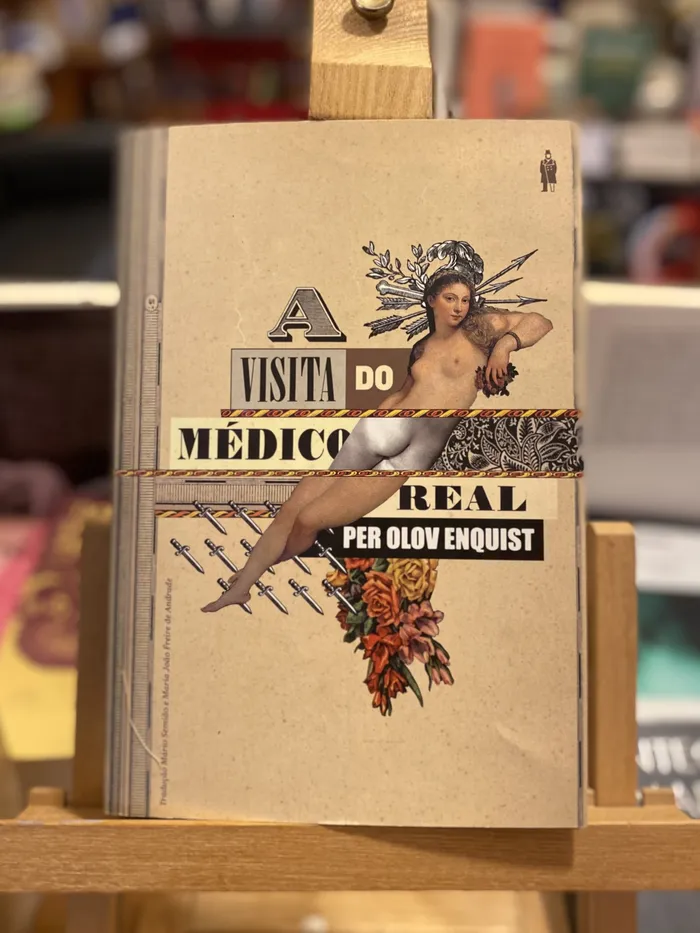 A
VISITA DO
MÉDICO
REAL
PER OLOV ENQUIST
Tradução Mário Semião e Maria João Freire de Andrade